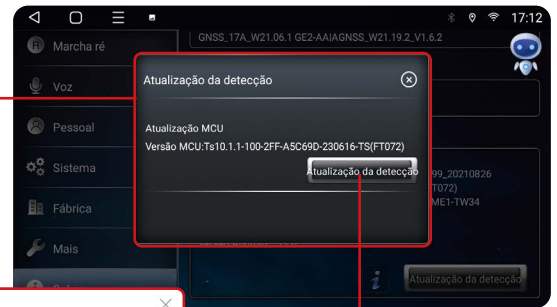 17:12
GNSS_17A_W21.06.1 GE2-AA|AGNSS_W21.19.2_V1.6.2
Marcha ré
Voz
Pessoal
Sistema
Fábrica
Mais
Atualização da detecção
Atualização MCU
Versão MCU:Ts10.1.1-100-2FF-A5C69D-230616-TS(FT072)
Atualização da detecção
99_20210826
T072)
ME1-TW34
Atualização da detecção